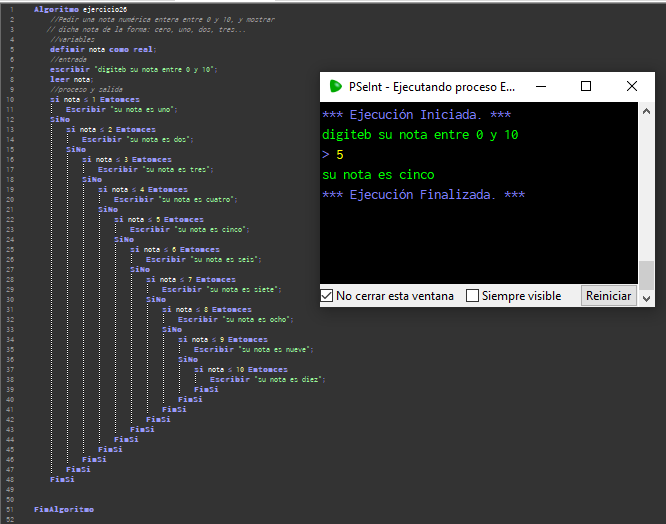 1 Algoritmo ejercicio26
2 //Pedir una nota numérica entera entre 0 y 10, y mostrar
3 // dicha nota de la forma: cero, uno, dos, tres...
4 //variables
5 definir nota como real;
6 //entrada
7 escribir "digiteb su nota entre 0 y 10";
8 leer nota;
9 //proceso y salida
10 si nota ≤ 1 Entonces
11 Escribir "su nota es uno";
12 SiNo
13 si nota ≤ 2 Entonces
14 Escribir "su nota es dos";
15 SiNo
16 si nota ≤ 3 Entonces
17 Escribir "su nota es tres";
18 SiNo
19 si nota ≤ 4 Entonces
20 Escribir "su nota es cuatro";
21 SiNo
22 si nota ≤ 5 Entonces
23 Escribir "su nota es cinco";
24 SiNo
25 si nota ≤ 6 Entonces
26 Escribir "su nota es seis";
27 SiNo
28 si nota ≤ 7 Entonces
29 Escribir "su nota es siete";
30 SiNo
31 si nota ≤ 8 Entonces
32 Escribir "su nota es ocho";
33 SiNo
34 si nota ≤ 9 Entonces
35 Escribir "su nota es nueve";
36 SiNo
37 si nota ≤ 10 Entonces
38 Escribir "su nota es diez";
39 FinSi
40 FinSi
41 FinSi
42 FinSi
43 FinSi
44 FinSi
45 FinSi
46 FinSi
47 FinSi
48 FinSi
49
50
51 FinAlgoritmo
52
PSeInt - Ejecutando proceso E...
*** Ejecución Iniciada. ***
digiteb su nota entre 0 y 10
> 5
su nota es cinco
*** Ejecución Finalizada. ***
No cerrar esta ventana Siempre visible Reiniciar